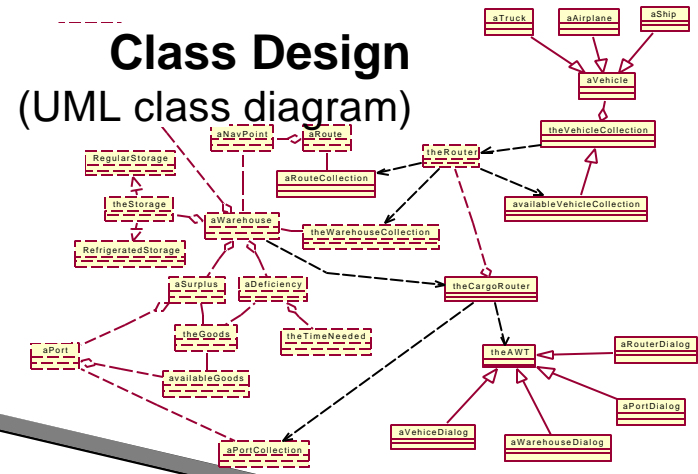 Class Design
(UML class diagram)
aTruck
aAirplane
aShip
aVehicle
theVehicleCollection
aNavPoint
aRoute
theRouter
RegularStorage
aRouteCollection
availableVehicleCollection
theStorage
aWarehouse
theWarehouseCollection
RefrigeratedStorage
aSurplus
aDeficiency
theCargoRouter
theGoods
theTimeNeeded
aPort
theAWT
aRouterDialog
availableGoods
aPortDialog
aVehiceDialog
aWarehouseDialog
aPortCollection